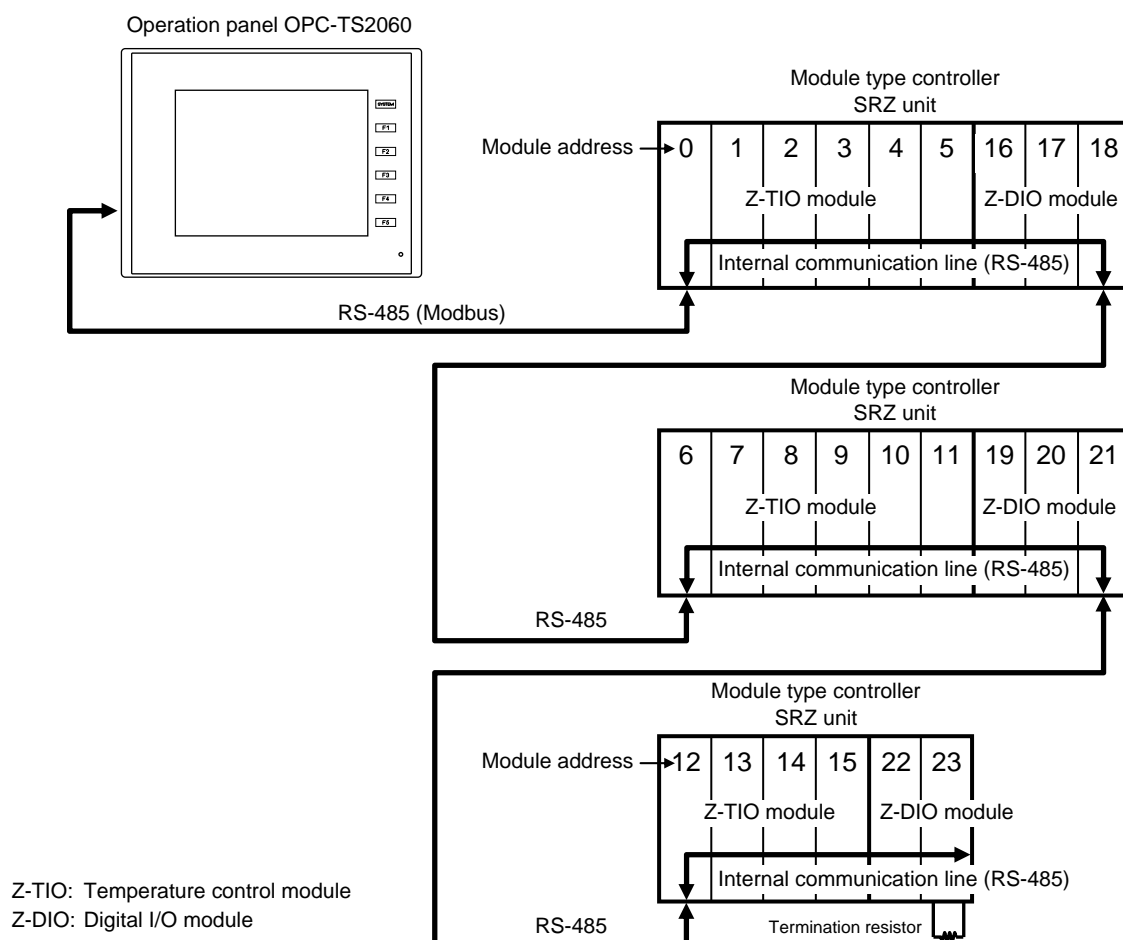 Operation panel OPC-TS2060
SYSTEM
F1
F2
F3
F4
F5
RS-485 (Modbus)
Module type controller
SRZ unit
Module address
0 1 2 3 4 5 16 17 18
Z-TIO module Z-DIO module
Internal communication line (RS-485)
Module type controller
SRZ unit
6 7 8 9 10 11 19 20 21
Z-TIO module Z-DIO module
Internal communication line (RS-485)
RS-485
Module type controller
SRZ unit
Module address
12 13 14 15 22 23
Z-TIO module Z-DIO module
Internal communication line (RS-485)
RS-485
Termination resistor
Z-TIO: Temperature control module
Z-DIO: Digital I/O module